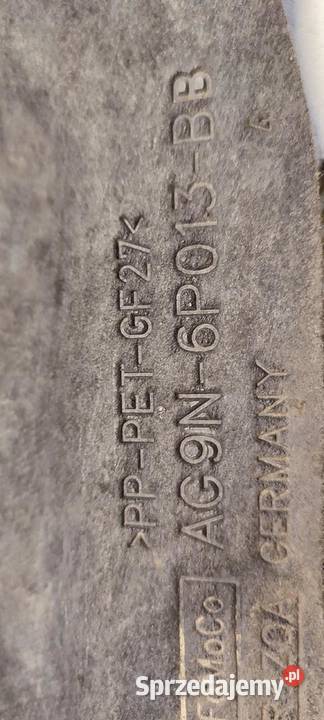 >PP-PET-GF27<
AG9N-6P013-BB
FoMoCo
GERMANY
Sprzedajemy.pl